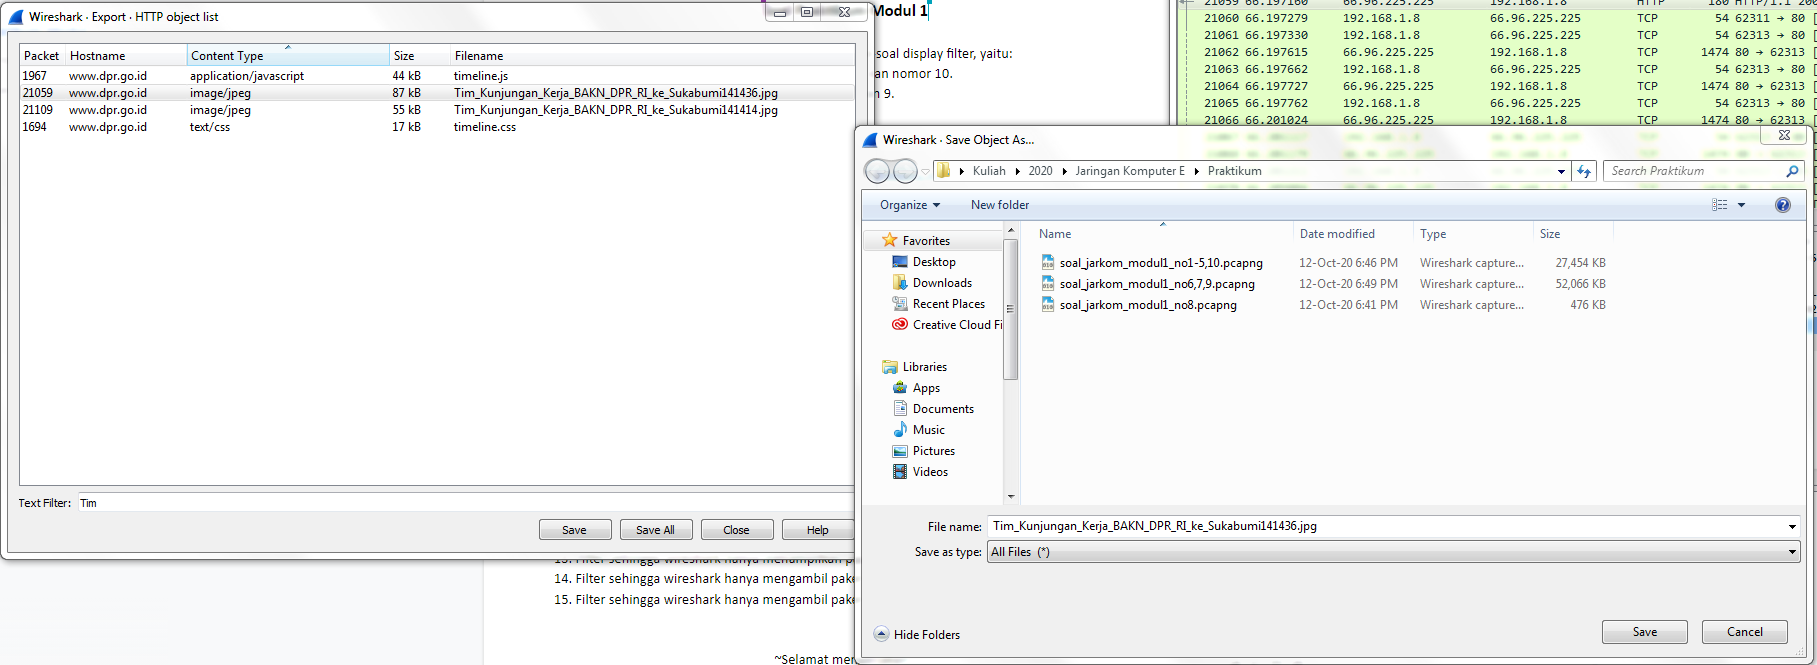 Wireshark · Export · HTTP object list
Packet Hostname Content Type Size Filename
1967 www.dpr.go.id application/javascript 44 kB timeline.js
21059 www.dpr.go.id image/jpeg 87 kB Tim_Kunjungan_Kerja_BAKN_DPR_RI_ke_Sukabumi141436.jpg
21109 www.dpr.go.id image/jpeg 55 kB Tim_Kunjungan_Kerja_BAKN_DPR_RI_ke_Sukabumi141414.jpg
1694 www.dpr.go.id text/css 17 kB timeline.css
Text Filter: Tim
Save Save All Close Help
Modul 1
soal display filter, yaitu:
an nomor 10.
n 9.
14. Filter sehingga wireshark hanya mengambil pake
15. Filter sehingga wireshark hanya mengambil pake
~Selamat
21059 66.197160 66.96.225.225 192.168.1.8 HTTP 180 HTTP/1.1 200
21060 66.197279 192.168.1.8 66.96.225.225 TCP 54 62311 → 80 [
21061 66.197330 192.168.1.8 66.96.225.225 TCP 54 62313 → 80 [
21062 66.197615 66.96.225.225 192.168.1.8 TCP 1474 80 → 62313
21063 66.197662 192.168.1.8 66.96.225.225 TCP 54 62313 → 80 [
21064 66.197727 66.96.225.225 192.168.1.8 TCP 1474 80 → 62313
21065 66.197762 192.168.1.8 66.96.225.225 TCP 54 62313 → 80 [
21066 66.201024 66.96.225.225 192.168.1.8 TCP 1474 80 → 62313
Wireshark · Save Object As...
Kuliah 2020 Jaringan Komputer E Praktikum
Search Praktikum
Organize New folder
Favorites
Desktop
Downloads
Recent Places
Creative Cloud Fi
Libraries
Apps
Documents
Music
Pictures
Videos
Name Date modified Type Size
soal_jarkom_modul1_no1-5,10.pcapng 12-Oct-20 6:46 PM Wireshark capture... 27,454 KB
soal_jarkom_modul1_no6,7,9.pcapng 12-Oct-20 6:49 PM Wireshark capture... 52,066 KB
soal_jarkom_modul1_no8.pcapng 12-Oct-20 6:41 PM Wireshark capture... 476 KB
File name: Tim_Kunjungan_Kerja_BAKN_DPR_RI_ke_Sukabumi141436.jpg
Save as type: All Files (*)
Hide Folders
Save Cancel